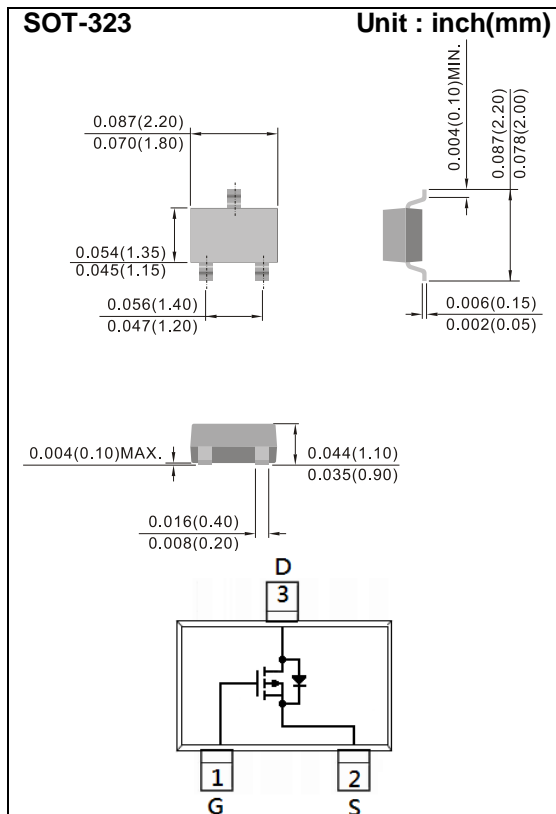 SOT-323 Unit : inch(mm)
0.087(2.20)
0.070(1.80)
0.004(0.10)MIN.
0.087(2.20)
0.078(2.00)
0.054(1.35)
0.045(1.15)
0.056(1.40)
0.047(1.20)
0.006(0.15)
0.002(0.05)
0.004(0.10)MAX.
0.044(1.10)
0.035(0.90)
0.016(0.40)
0.008(0.20)
D
3
1
2
G
S